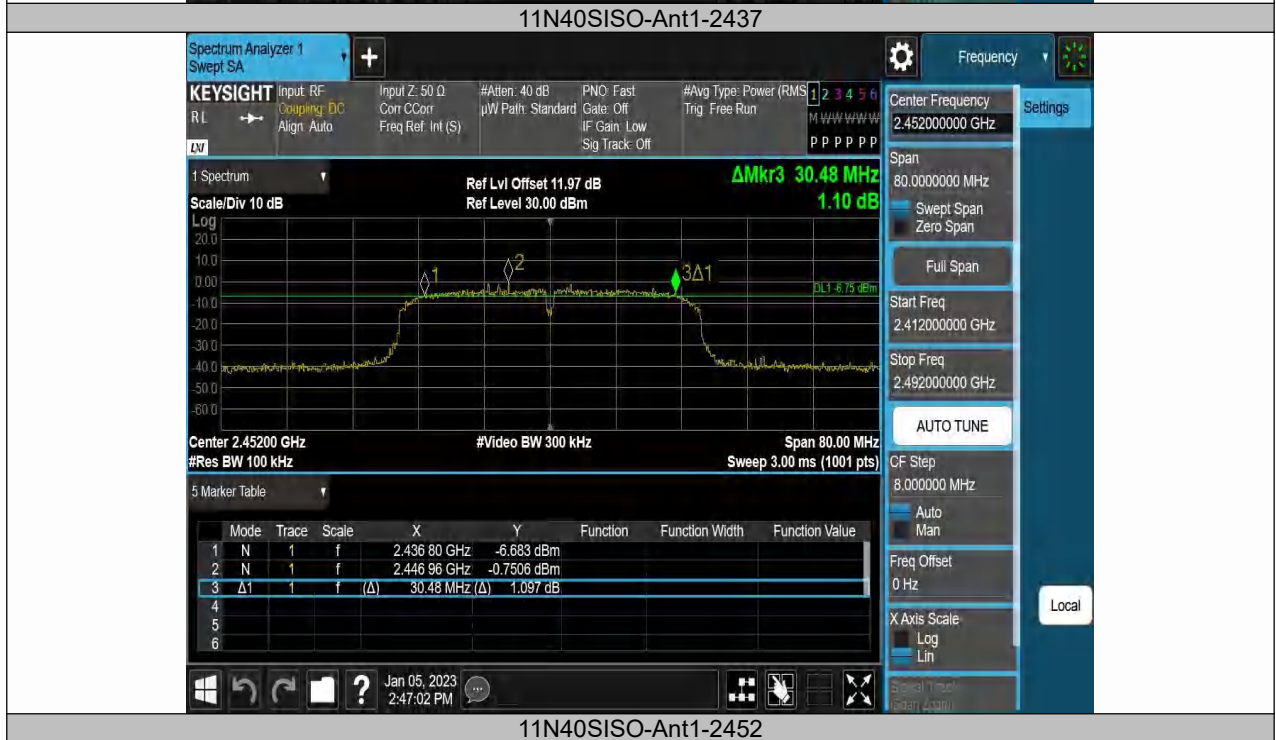 11N40SISO-Ant1-2437
Spectrum Analyzer 1
Swept SA
+
Frequency
KEYSIGHT
RL
LXI
Input: RF
Coupling: DC
Align: Auto
Input Z: 50 Ω
Corr CCorr
Freq Ref: Int (S)
#Atten: 40 dB
µW Path: Standard
PNO: Fast
Gate: Off
IF Gain: Low
Sig Track: Off
#Avg Type: Power (RMS
Trig: Free Run
1 2 3 4 5 6
M W W W W W
P P P P P P
Center Frequency
2.452000000 GHz
Settings
Span
80.0000000 MHz
Swept Span
Zero Span
Full Span
Start Freq
2.412000000 GHz
Stop Freq
2.492000000 GHz
AUTO TUNE
CF Step
8.000000 MHz
Auto
Man
Freq Offset
0 Hz
X Axis Scale
Log
Lin
Local
1 Spectrum
Scale/Div 10 dB
Ref Lvl Offset 11.97 dB
Ref Level 30.00 dBm
ΔMkr3 30.48 MHz
1.10 dB
Log
20.0
10.0
0.00
-10.0
-20.0
-30.0
-40.0
-50.0
-60.0
1
2
3Δ1
DL1 -6.75 dBm
Center 2.45200 GHz
#Video BW 300 kHz
Span 80.00 MHz
#Res BW 100 kHz
Sweep 3.00 ms (1001 pts)
5 Marker Table
Mode Trace Scale X Y Function Function Width Function Value
1 N 1 f 2.436 80 GHz -6.683 dBm
2 N 1 f 2.446 96 GHz -0.7506 dBm
3 Δ1 1 f (Δ) 30.48 MHz (Δ) 1.097 dB
4
5
6
?
Jan 05, 2023
2:47:02 PM
Signal Track
(Span Zoom)
11N40SISO-Ant1-2452